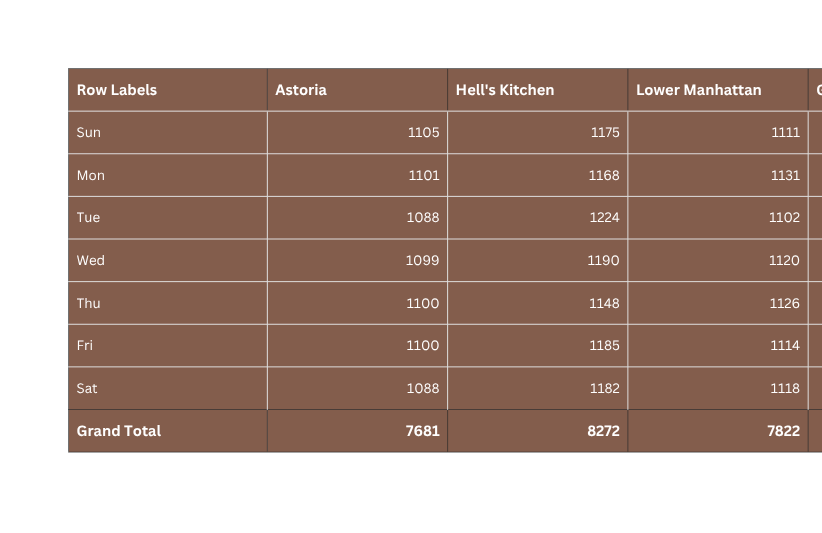 Row Labels Astoria Hell's Kitchen Lower Manhattan
Sun 1105 1175 1111
Mon 1101 1168 1131
Tue 1088 1224 1102
Wed 1099 1190 1120
Thu 1100 1148 1126
Fri 1100 1185 1114
Sat 1088 1182 1118
Grand Total 7681 8272 7822